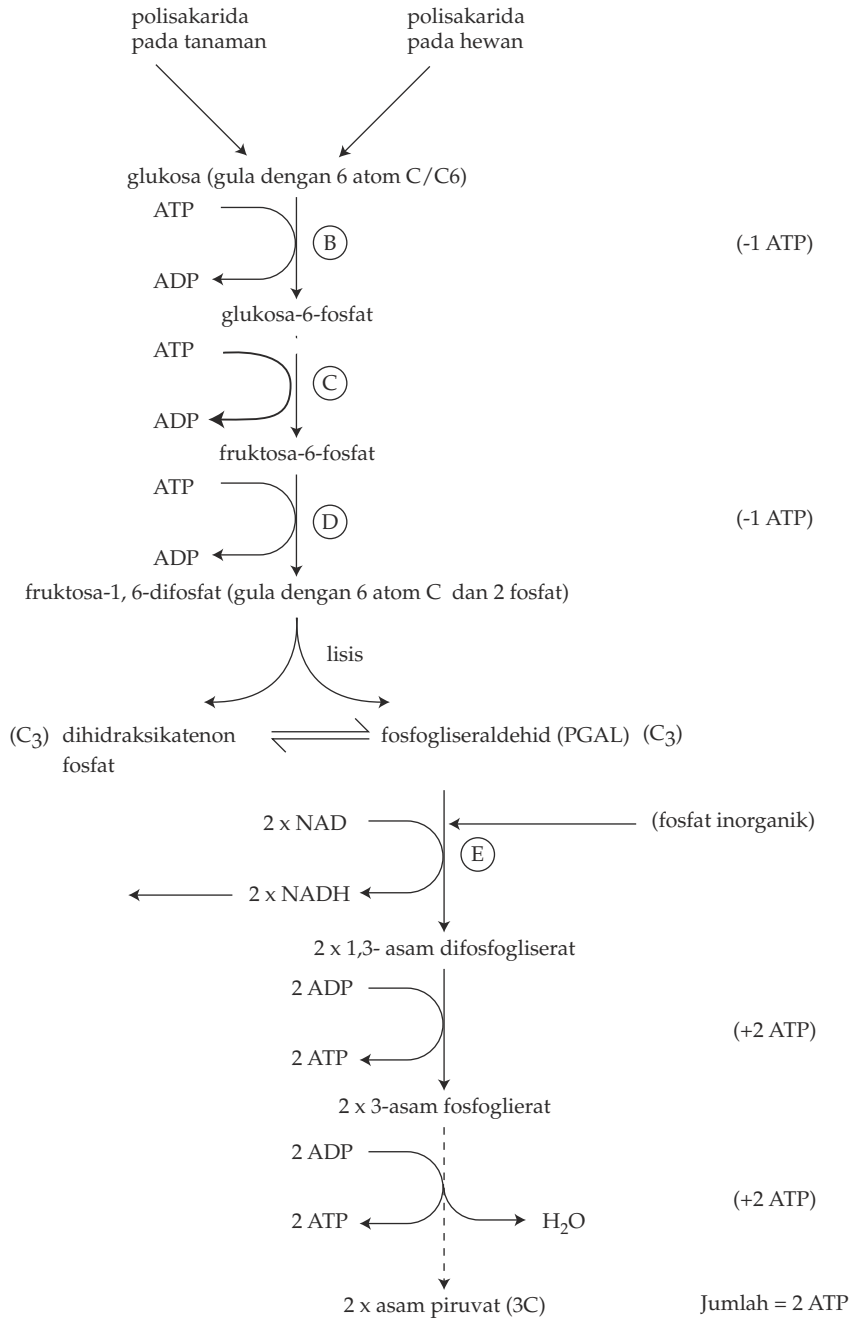 polisakarida
pada tanaman
polisakarida
pada hewan
glukosa (gula dengan 6 atom C/C6)
ATP
B
(-1 ATP)
ADP
glukosa-6-fosfat
ATP
C
ADP
fruktosa-6-fosfat
ATP
D
(-1 ATP)
ADP
fruktosa-1, 6-difosfat (gula dengan 6 atom C dan 2 fosfat)
lisis
(C3) dihidraksikatenon
fosfat
fosfogliseraldehid (PGAL) (C3)
2 x NAD
(fosfat inorganik)
E
2 x NADH
2 x 1,3- asam difosfogliserat
2 ADP
(+2 ATP)
2 ATP
2 x 3-asam fosfoglierat
2 ADP
(+2 ATP)
2 ATP
H2O
2 x asam piruvat (3C)
Jumlah = 2 ATP